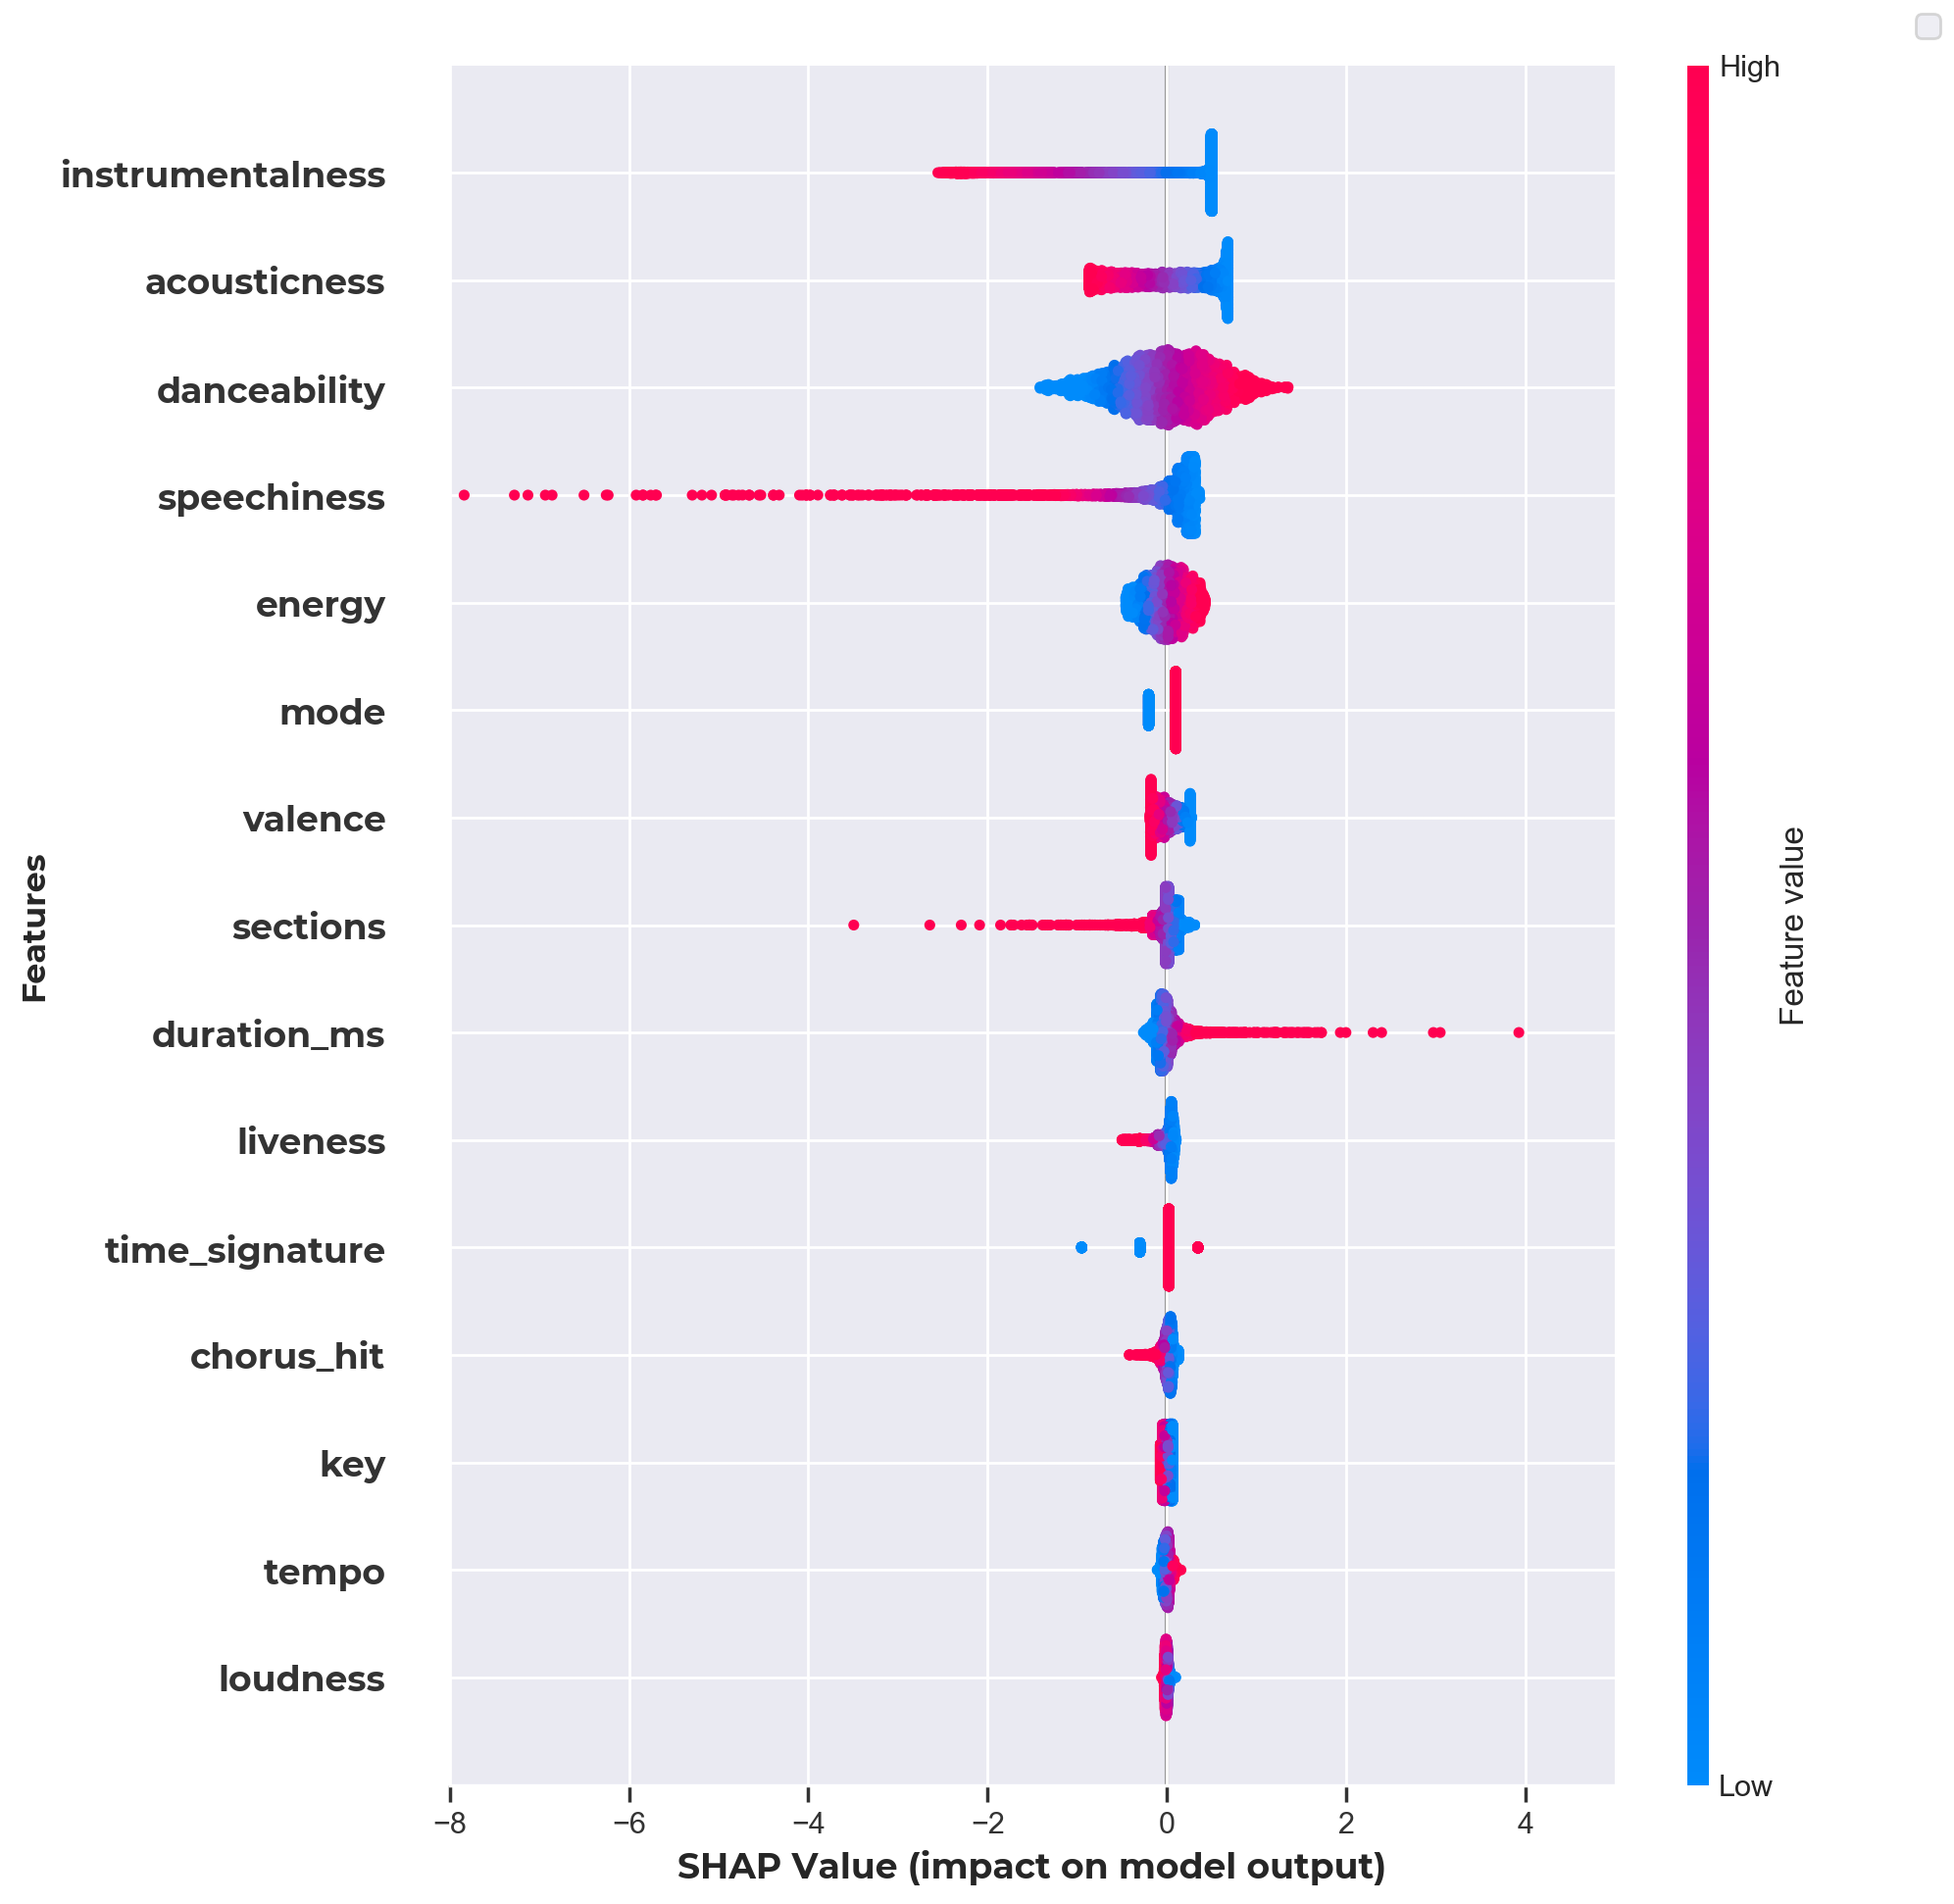 High
instrumentalness
acousticness
danceability
speechiness
energy
mode
valence
sections
duration_ms
liveness
time_signature
chorus_hit
key
tempo
loudness
Features
Feature value
Low
−8 −6 −4 −2 0 2 4
SHAP Value (impact on model output)